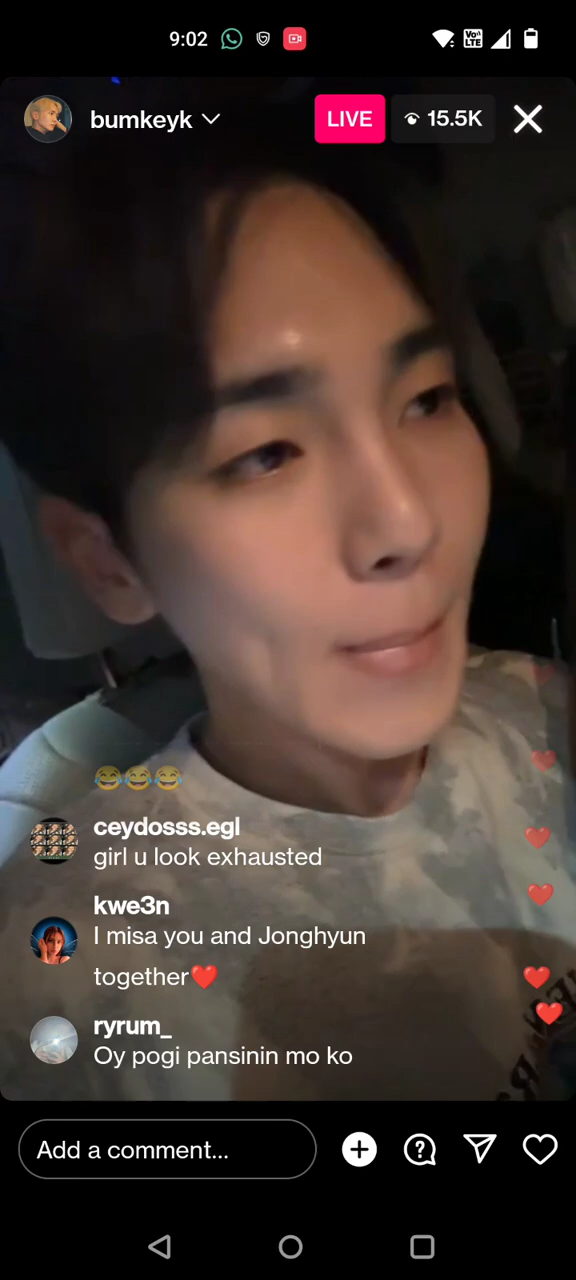 9:02
VoLTE
bumkeyk
LIVE
15.5K
😂😂😂
ceydosss.egl
girl u look exhausted
kwe3n
I misa you and Jonghyun
together❤️
ryrum_
Oy pogi pansinin mo ko
Add a comment...